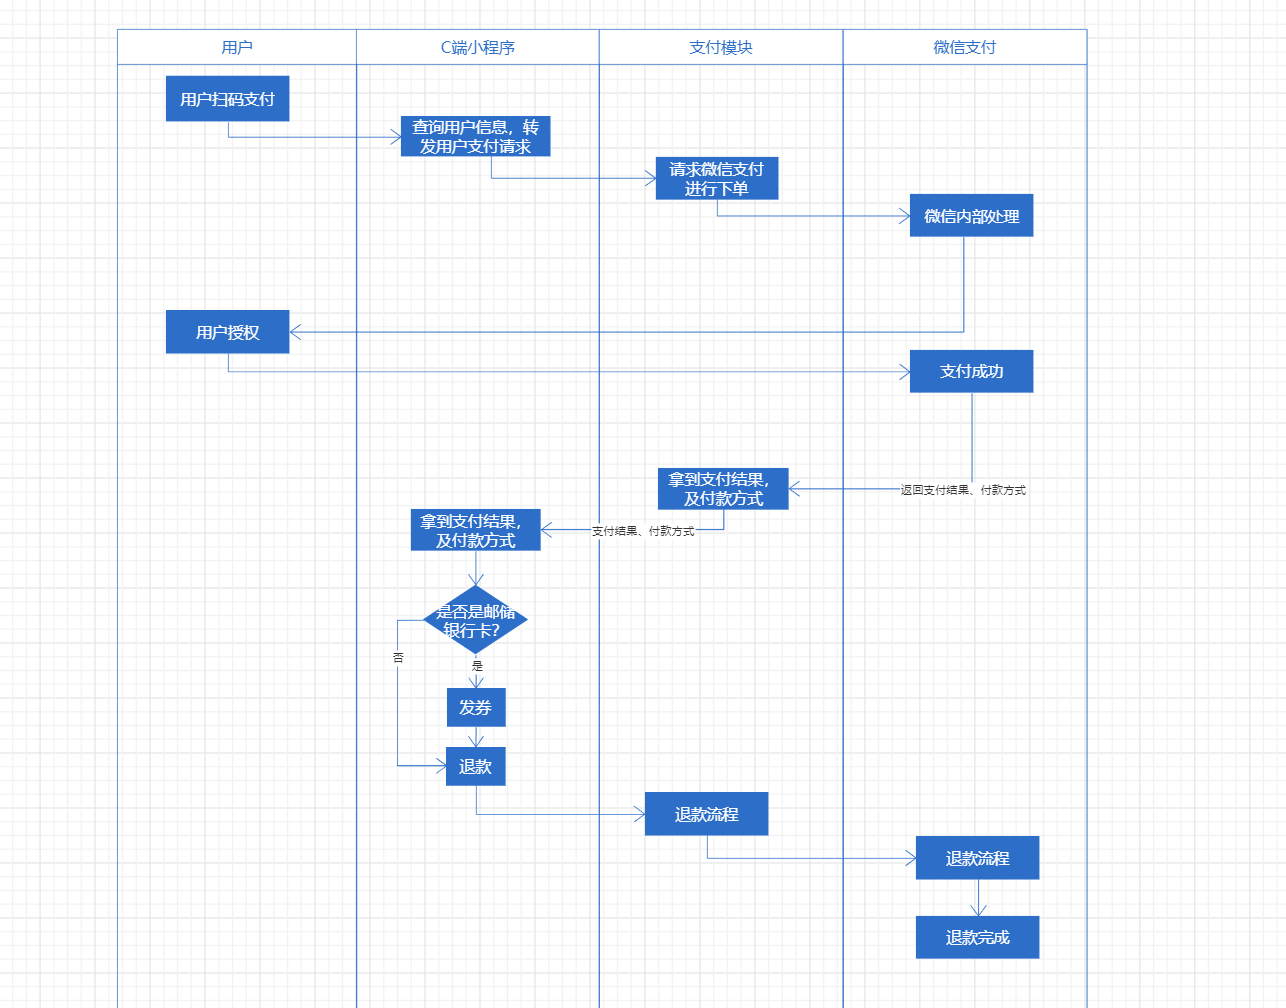 用户
C端小程序
支付模块
微信支付
用户扫码支付
查询用户信息，转
发用户支付请求
请求微信支付
进行下单
微信内部处理
用户授权
支付成功
拿到支付结果，
及付款方式
返回支付结果、付款方式
拿到支付结果，
及付款方式
支付结果、付款方式
是否是邮储
银行卡？
否
是
发券
退款
退款流程
退款流程
退款完成